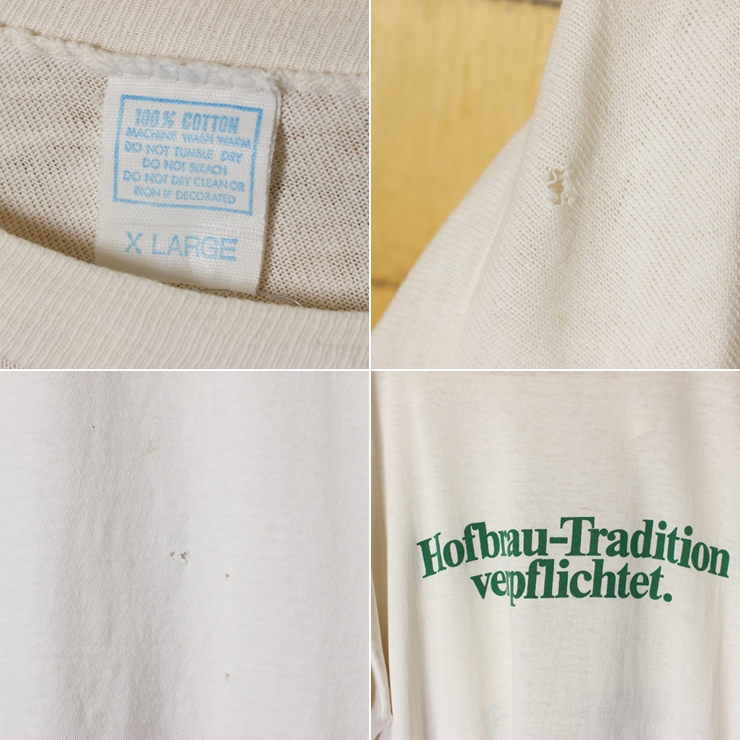 100% COTTON
MACHINE WASH WARM
DO NOT TUMBLE DRY
DO NOT BLEACH
DO NOT DRY CLEAN OR
IRON IF DECORATED
X LARGE
Hofbrau-Tradition
verpflichtet.